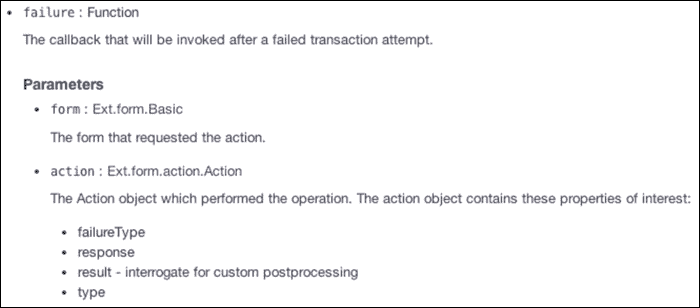 • failure : Function
The callback that will be invoked after a failed transaction attempt.
Parameters
• form : Ext.form.Basic
The form that requested the action.
• action : Ext.form.action.Action
The Action object which performed the operation. The action object contains these properties of interest:
• failureType
• response
• result - interrogate for custom postprocessing
• type